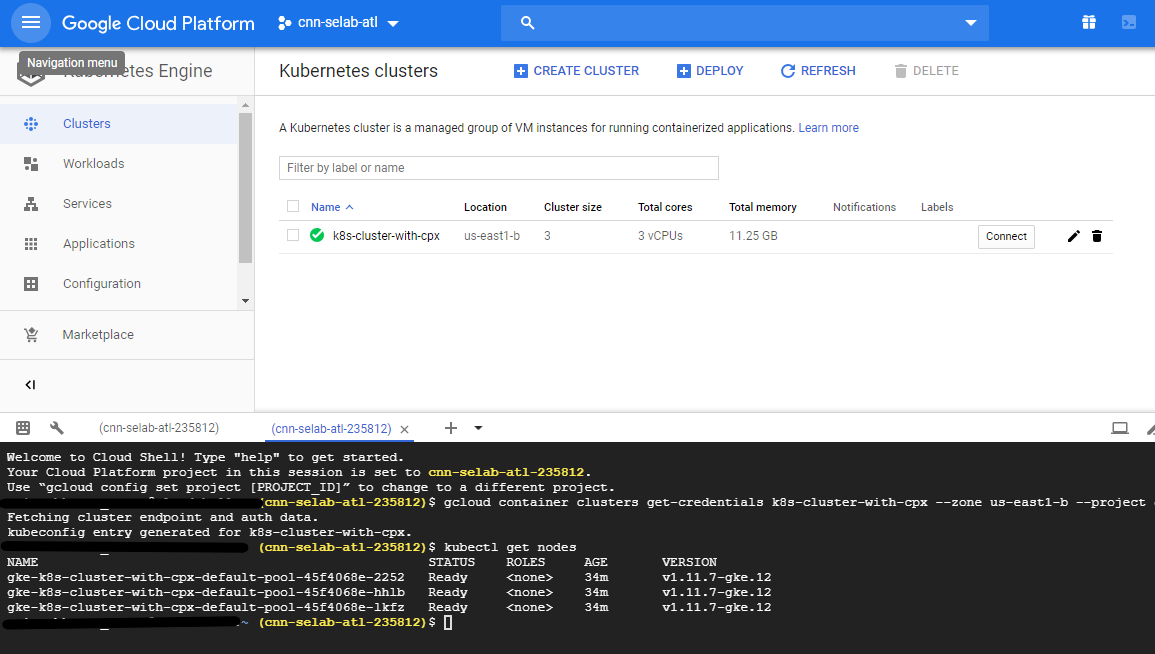 Google Cloud Platform cnn-selab-atl
Navigation menu
Kubernetes Engine
Kubernetes clusters CREATE CLUSTER DEPLOY REFRESH DELETE
Clusters
Workloads
Services
Applications
Configuration
Marketplace
A Kubernetes cluster is a managed group of VM instances for running containerized applications. Learn more
Filter by label or name
Name Location Cluster size Total cores Total memory Notifications Labels
k8s-cluster-with-cpx us-east1-b 3 3 vCPUs 11.25 GB Connect
(cnn-selab-atl-235812) (cnn-selab-atl-235812)
Welcome to Cloud Shell! Type "help" to get started.
Your Cloud Platform project in this session is set to cnn-selab-atl-235812.
Use “gcloud config set project [PROJECT_ID]” to change to a different project.
(cnn-selab-atl-235812)$ gcloud container clusters get-credentials k8s-cluster-with-cpx --zone us-east1-b --project
Fetching cluster endpoint and auth data.
kubeconfig entry generated for k8s-cluster-with-cpx.
(cnn-selab-atl-235812)$ kubectl get nodes
NAME STATUS ROLES AGE VERSION
gke-k8s-cluster-with-cpx-default-pool-45f4068e-2252 Ready <none> 34m v1.11.7-gke.12
gke-k8s-cluster-with-cpx-default-pool-45f4068e-hhlb Ready <none> 34m v1.11.7-gke.12
gke-k8s-cluster-with-cpx-default-pool-45f4068e-lkfz Ready <none> 34m v1.11.7-gke.12
~ (cnn-selab-atl-235812)$